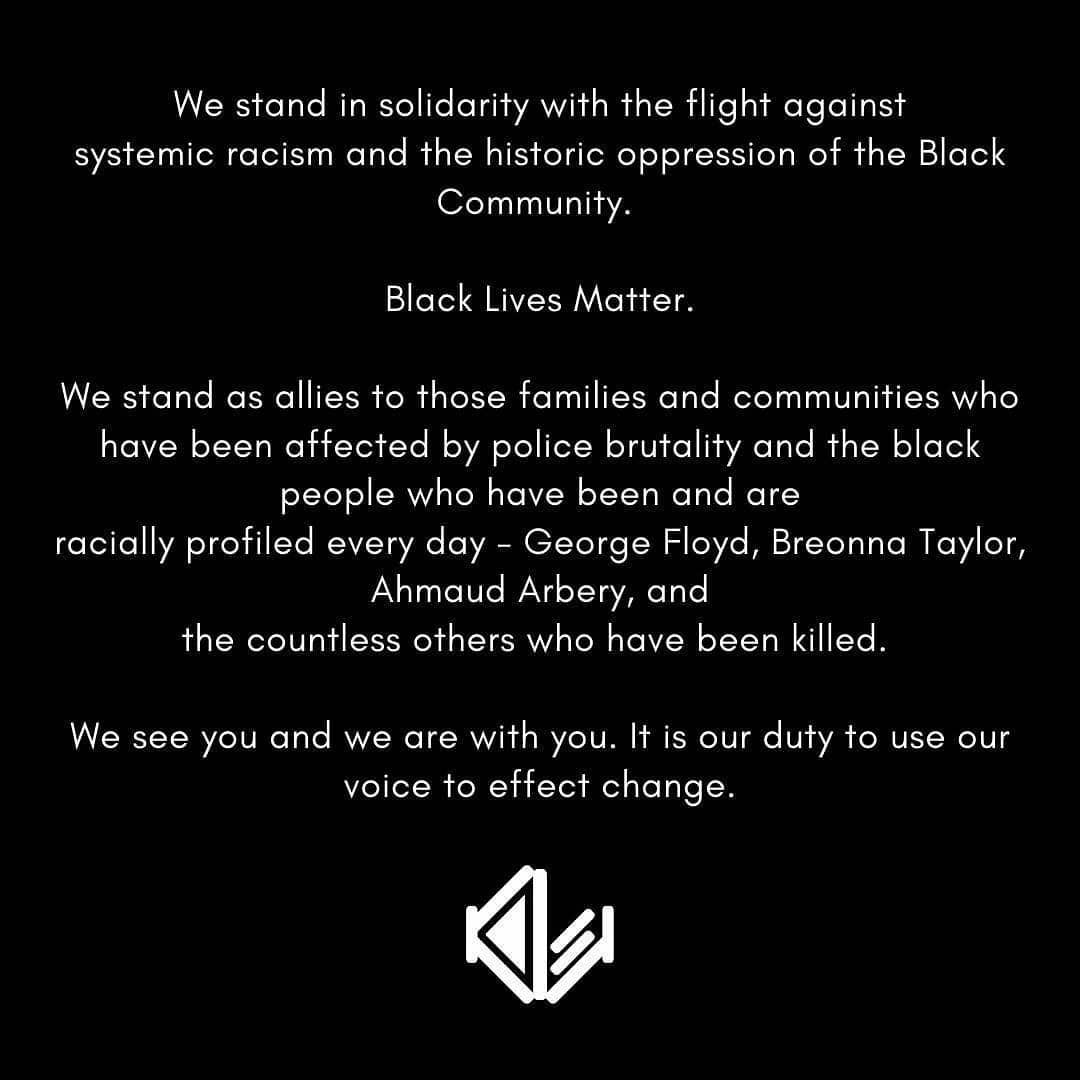 We stand in solidarity with the flight against
systemic racism and the historic oppression of the Black
Community.
Black Lives Matter.
We stand as allies to those families and communities who
have been affected by police brutality and the black
people who have been and are
racially profiled every day – George Floyd, Breonna Taylor,
Ahmaud Arbery, and
the countless others who have been killed.
We see you and we are with you. It is our duty to use our
voice to effect change.